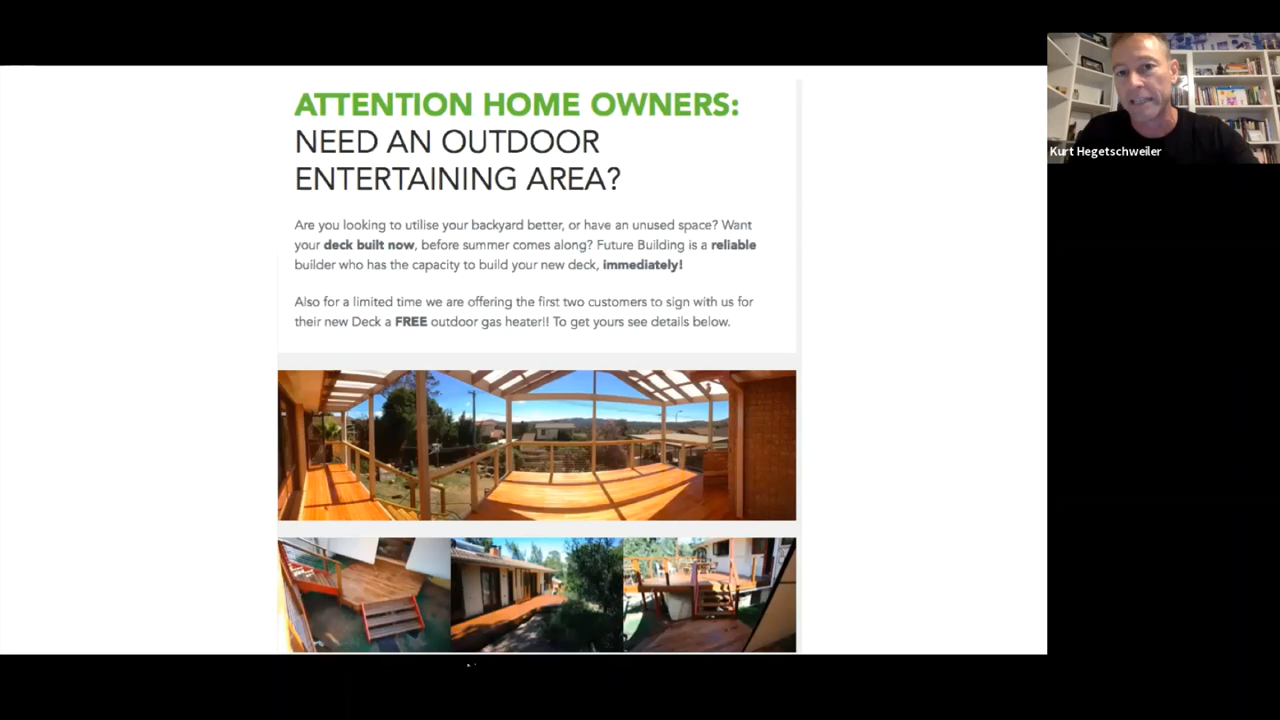 ATTENTION HOME OWNERS:
NEED AN OUTDOOR
ENTERTAINING AREA?
Are you looking to utilise your backyard better, or have an unused space? Want
your deck built now, before summer comes along? Future Building is a reliable
builder who has the capacity to build your new deck, immediately!
Also for a limited time we are offering the first two customers to sign with us for
their new Deck a FREE outdoor gas heater!! To get yours see details below.
Kurt Hegetschweiler